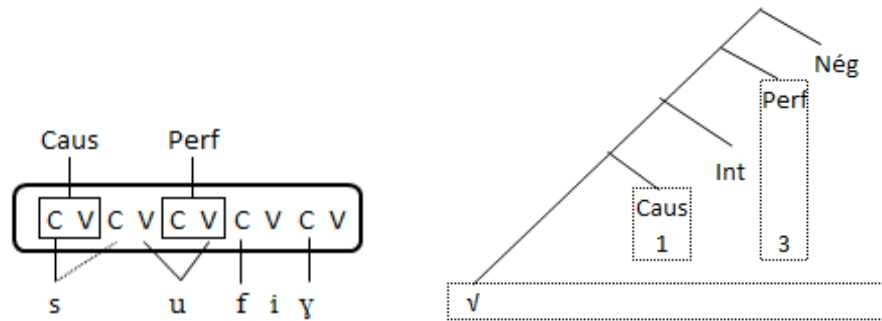 Caus Perf
C V C V C V C V C V
s u f i ɣ
Nég
Perf
Int
Caus
1 3
√